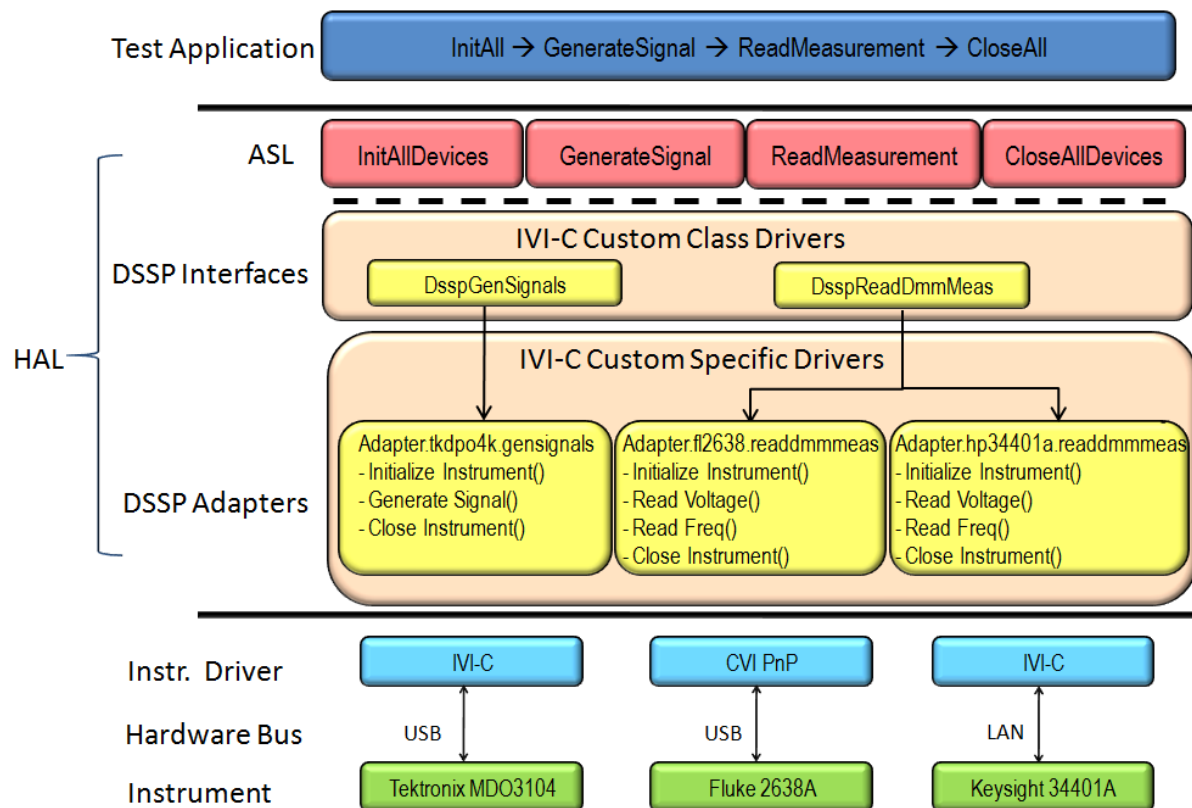 Test Application
InitAll → GenerateSignal → ReadMeasurement → CloseAll
ASL
InitAllDevices
GenerateSignal
ReadMeasurement
CloseAllDevices
HAL
DSSP Interfaces
IVI-C Custom Class Drivers
DsspGenSignals
DsspReadDmmMeas
IVI-C Custom Specific Drivers
DSSP Adapters
Adapter.tkdpo4k.gensignals
- Initialize Instrument()
- Generate Signal()
- Close Instrument()
Adapter.fl2638.readdmmmeas
- Initialize Instrument()
- Read Voltage()
- Read Freq()
- Close Instrument()
Adapter.hp34401a.readdmmmeas
- Initialize Instrument()
- Read Voltage()
- Read Freq()
- Close Instrument()
Instr. Driver
IVI-C
CVI PnP
IVI-C
Hardware Bus
USB
USB
LAN
Instrument
Tektronix MDO3104
Fluke 2638A
Keysight 34401A